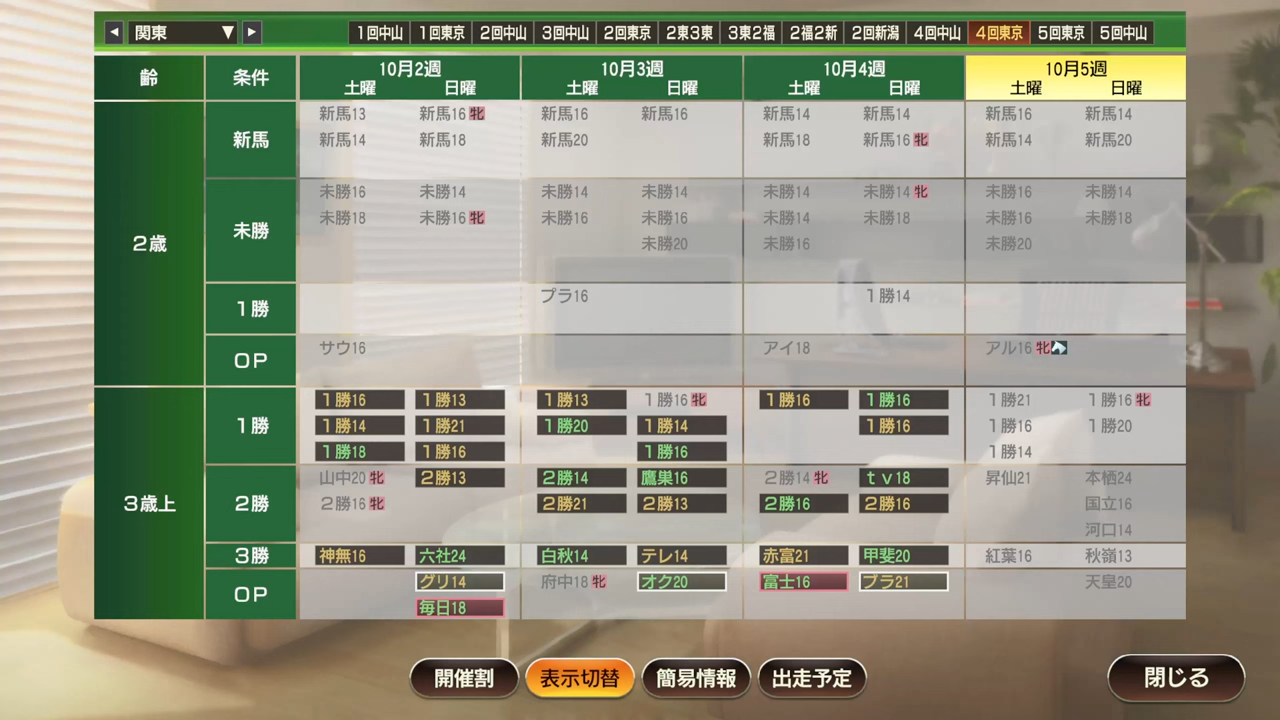 ◀ 関東 ▼ ▶ 1回中山 1回東京 2回中山 3回中山 2回東京 2東3東 3東2福 2福2新 2回新潟 4回中山 4回東京 5回東京 5回中山
齢 条件 10月2週 10月3週 10月4週 10月5週
土曜 日曜 土曜 日曜 土曜 日曜 土曜 日曜
新馬13 新馬16牝 新馬16 新馬16 新馬14 新馬14 新馬16 新馬14
新馬
新馬14 新馬18 新馬20 新馬18 新馬16牝 新馬14 新馬20
未勝16 未勝14 未勝14 未勝14 未勝14 未勝14牝 未勝16 未勝14
未勝18 未勝16牝 未勝16 未勝16 未勝14 未勝18 未勝16 未勝18
未勝
2歳 未勝20 未勝16 未勝20
1勝 プラ16 1勝14
OP サウ16 アイ18 アル16牝
1勝16 1勝13 1勝13 1勝16牝 1勝16 1勝16 1勝21 1勝16牝
1勝 1勝14 1勝21 1勝20 1勝14 1勝16 1勝16 1勝20
1勝18 1勝16 1勝16 1勝14
山中20牝 2勝13 2勝14 鷹巣16 2勝14牝 tv18 昇仙21 本栖24
3歳上 2勝 2勝16牝 2勝21 2勝13 2勝16 2勝16 国立16
河口14
3勝 神無16 六社24 白秋14 テレ14 赤富21 甲斐20 紅葉16 秋嶺13
OP グリ14 府中18牝 オク20 富士16 ブラ21 天皇20
毎日18
開催割 表示切替 簡易情報 出走予定 閉じる